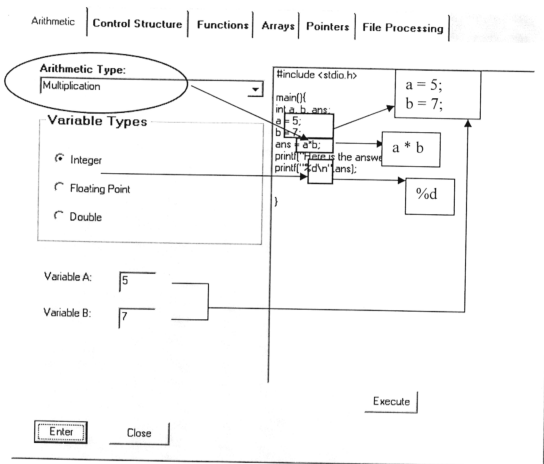 Arithmetic Control Structure Functions Arrays Pointers File Processing
Arithmetic Type:
Multiplication
Variable Types
Integer
Floating Point
Double
Variable A: 5
Variable B: 7
Enter Close
#include <stdio.h>
main(){
int a, b, ans;
a = 5;
b = 7;
ans = a*b;
printf("Here is the answe
printf("%d\n",ans);
}
a = 5;
b = 7;
a * b
%d
Execute